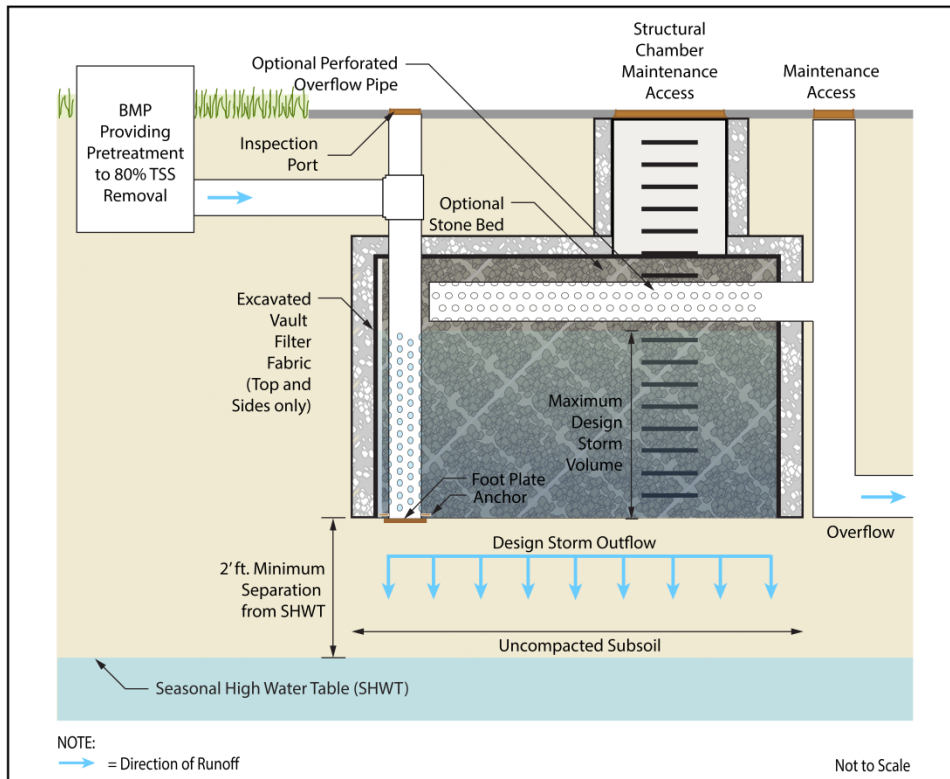 Structural
Chamber
Maintenance
Access
Optional Perforated
Overflow Pipe
Maintenance
Access
BMP
Providing
Pretreatment
to 80% TSS
Removal
Inspection
Port
Optional
Stone Bed
Excavated
Vault
Filter
Fabric
(Top and
Sides only)
Maximum
Design
Storm
Volume
Foot Plate
Anchor
Overflow
Design Storm Outflow
2' ft. Minimum
Separation
from SHWT
Uncompacted Subsoil
Seasonal High Water Table (SHWT)
NOTE:
= Direction of Runoff
Not to Scale